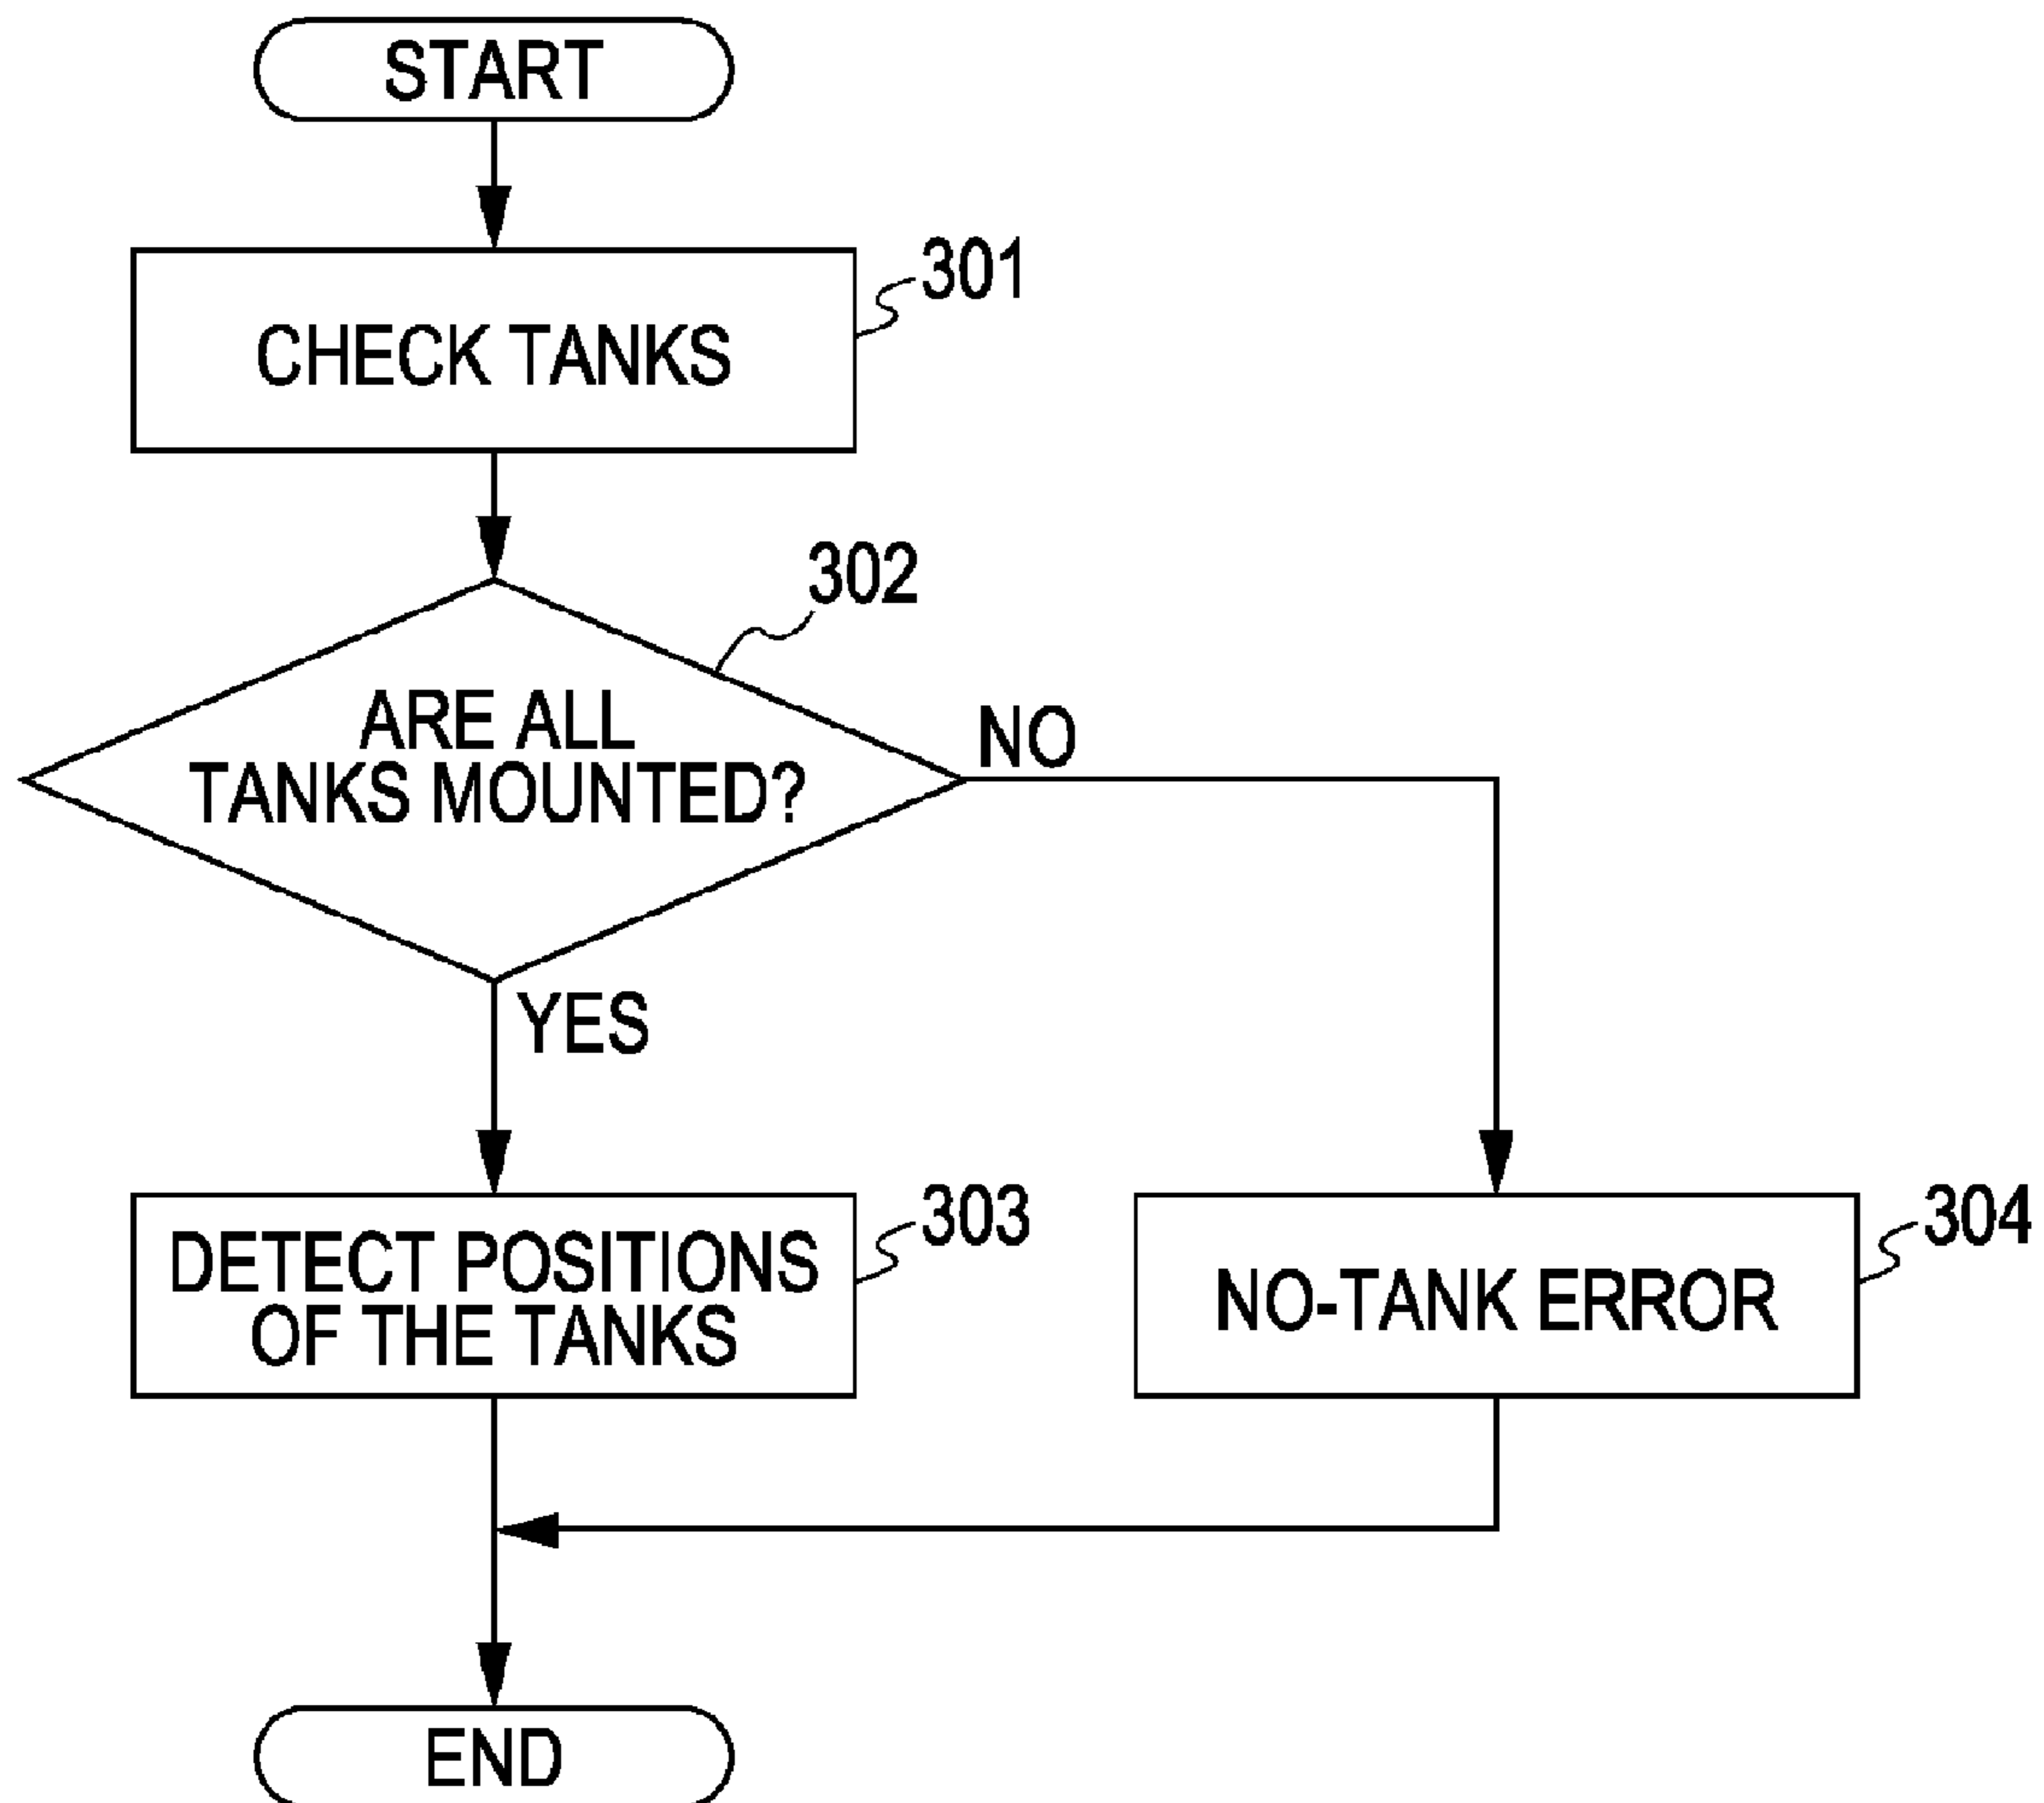 START
301
CHECK TANKS
302
ARE ALL
TANKS MOUNTED?
NO
YES
303
DETECT POSITIONS
OF THE TANKS
304
NO-TANK ERROR
END